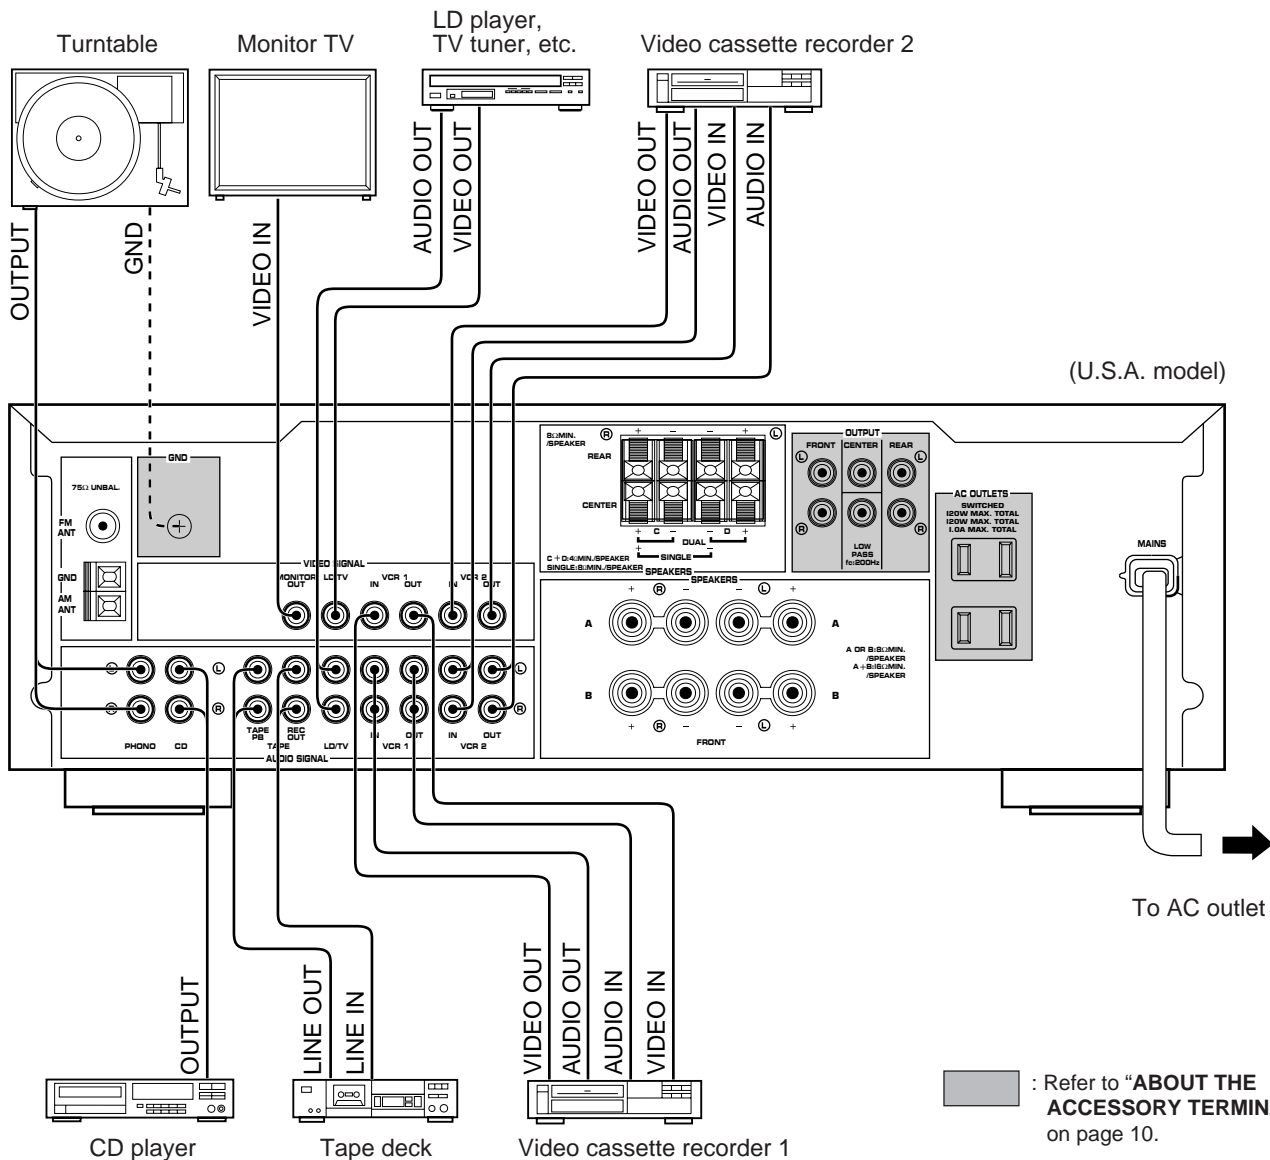 Turntable
Monitor TV
LD player,
TV tuner, etc.
Video cassette recorder 2
OUTPUT
GND
VIDEO IN
AUDIO OUT
VIDEO OUT
VIDEO OUT
AUDIO OUT
VIDEO IN
AUDIO IN
(U.S.A. model)
GND
75Ω UNBAL.
FM
ANT
GND
AM
ANT
VIDEO SIGNAL
MONITOR
OUT
LD/TV
VCR 1
IN
OUT
VCR 2
IN
OUT
L
R
L
R
L
R
PHONO
CD
TAPE
PB
REC
OUT
TAPE
LD/TV
IN
OUT
VCR 1
IN
OUT
VCR 2
AUDIO SIGNAL
8ΩMIN.
/SPEAKER
R
+ − − +
L
REAR
CENTER
+ C − − D +
DUAL
+ −
SINGLE
C + D:4ΩMIN./SPEAKER
SINGLE:8ΩMIN./SPEAKER
SPEAKERS
SPEAKERS
+ R − − L +
A
A
A OR B:8ΩMIN.
/SPEAKER
A +B:16ΩMIN.
/SPEAKER
B
B
+ R − − L +
FRONT
OUTPUT
FRONT
CENTER
REAR
L
L
R
R
LOW
PASS
fc:200Hz
AC OUTLETS
SWITCHED
120W MAX. TOTAL
120W MAX. TOTAL
1.0A MAX. TOTAL
MAINS
To AC outlet
OUTPUT
LINE OUT
LINE IN
VIDEO OUT
AUDIO OUT
AUDIO IN
VIDEO IN
CD player
Tape deck
Video cassette recorder 1
: Refer to “ABOUT THE
ACCESSORY TERMIN
on page 10.